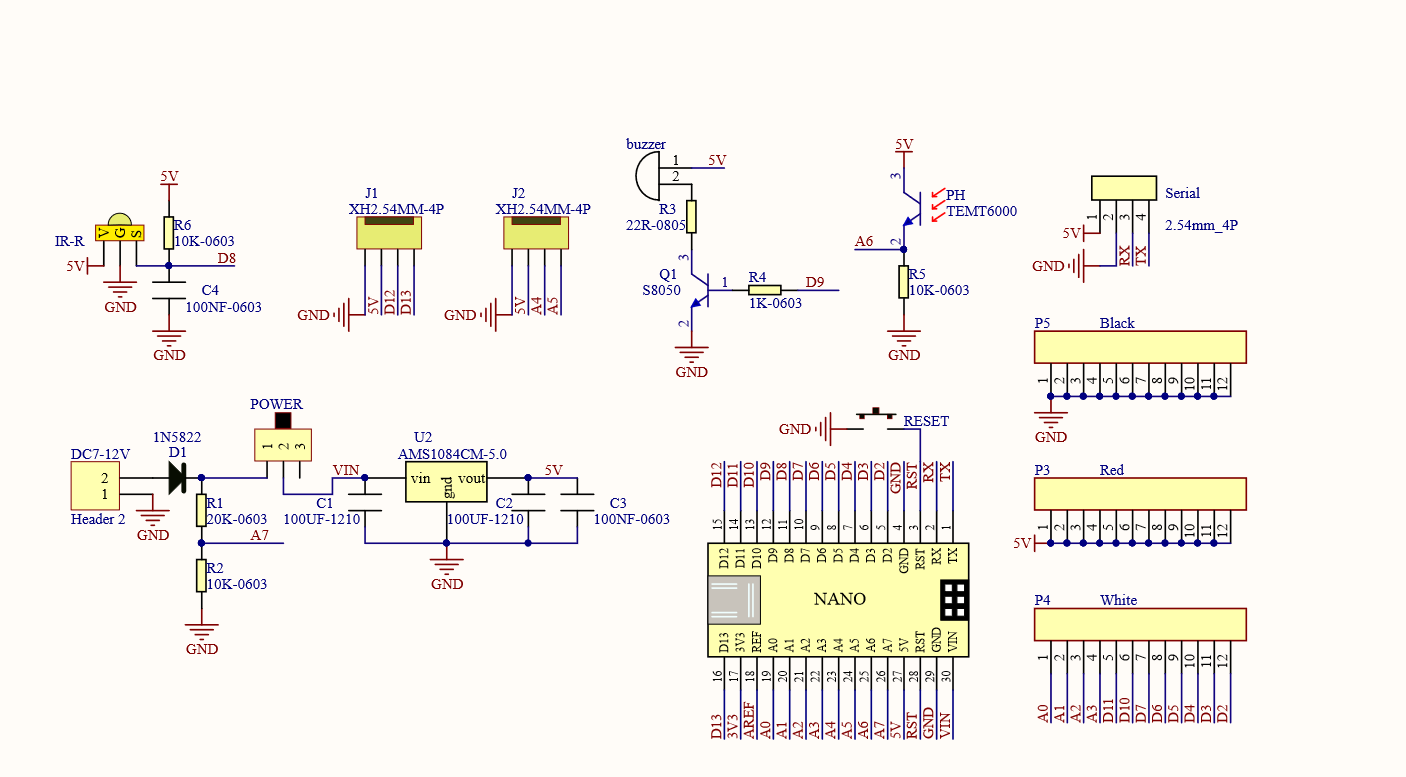 5V
R6
10K-0603
V G S
IR-R
5V
D8
GND
C4
100NF-0603
GND
J1
XH2.54MM-4P
GND
5V
D12
D13
J2
XH2.54MM-4P
GND
5V
A4
A5
buzzer
1
5V
2
R3
22R-0805
3
Q1
S8050
1
R4
1K-0603
D9
2
GND
5V
3
PH
TEMT6000
A6
2
R5
10K-0603
GND
Serial
1 2 3 4
2.54mm_4P
5V
GND
RX
TX
P5 Black
1 2 3 4 5 6 7 8 9 10 11 12
GND
POWER
1 2 3
DC7-12V
2
1
Header 2
1N5822
D1
GND
R1
20K-0603
A7
R2
10K-0603
GND
VIN
C1
100UF-1210
U2
AMS1084CM-5.0
vin gnd vout
5V
C2
100UF-1210
C3
100NF-0603
GND
GND
RESET
D12 D11 D10 D9 D8 D7 D6 D5 D4 D3 D2 GND RST RX TX
15 14 13 12 11 10 9 8 7 6 5 4 3 2 1
D12 D11 D10 D9 D8 D7 D6 D5 D4 D3 D2 GND RST RX TX
NANO
D13 3V3 REF A0 A1 A2 A3 A4 A5 A6 A7 5V RST GND VIN
16 17 18 19 20 21 22 23 24 25 26 27 28 29 30
D13 3V3 AREF A0 A1 A2 A3 A4 A5 A6 A7 5V RST GND VIN
P3 Red
1 2 3 4 5 6 7 8 9 10 11 12
5V
P4 White
1 2 3 4 5 6 7 8 9 10 11 12
A0 A1 A2 A3 D11 D10 D7 D6 D5 D4 D3 D2